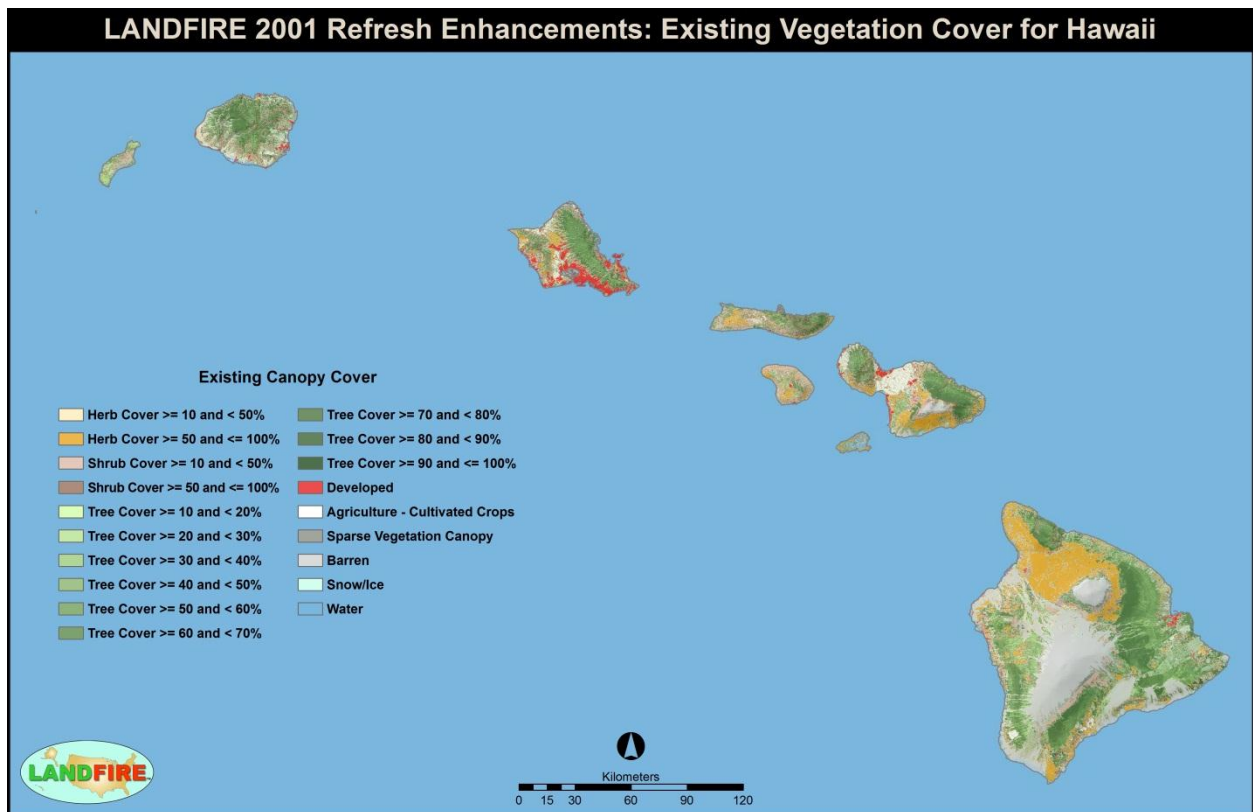 LANDFIRE 2001 Refresh Enhancements: Existing Vegetation Cover for Hawaii
Existing Canopy Cover
Herb Cover >= 10 and < 50%
Herb Cover >= 50 and <= 100%
Shrub Cover >= 10 and < 50%
Shrub Cover >= 50 and <= 100%
Tree Cover >= 10 and < 20%
Tree Cover >= 20 and < 30%
Tree Cover >= 30 and < 40%
Tree Cover >= 40 and < 50%
Tree Cover >= 50 and < 60%
Tree Cover >= 60 and < 70%
Tree Cover >= 70 and < 80%
Tree Cover >= 80 and < 90%
Tree Cover >= 90 and <= 100%
Developed
Agriculture - Cultivated Crops
Sparse Vegetation Canopy
Barren
Snow/Ice
Water
LANDFIRE
Kilometers
0 15 30 60 90 120